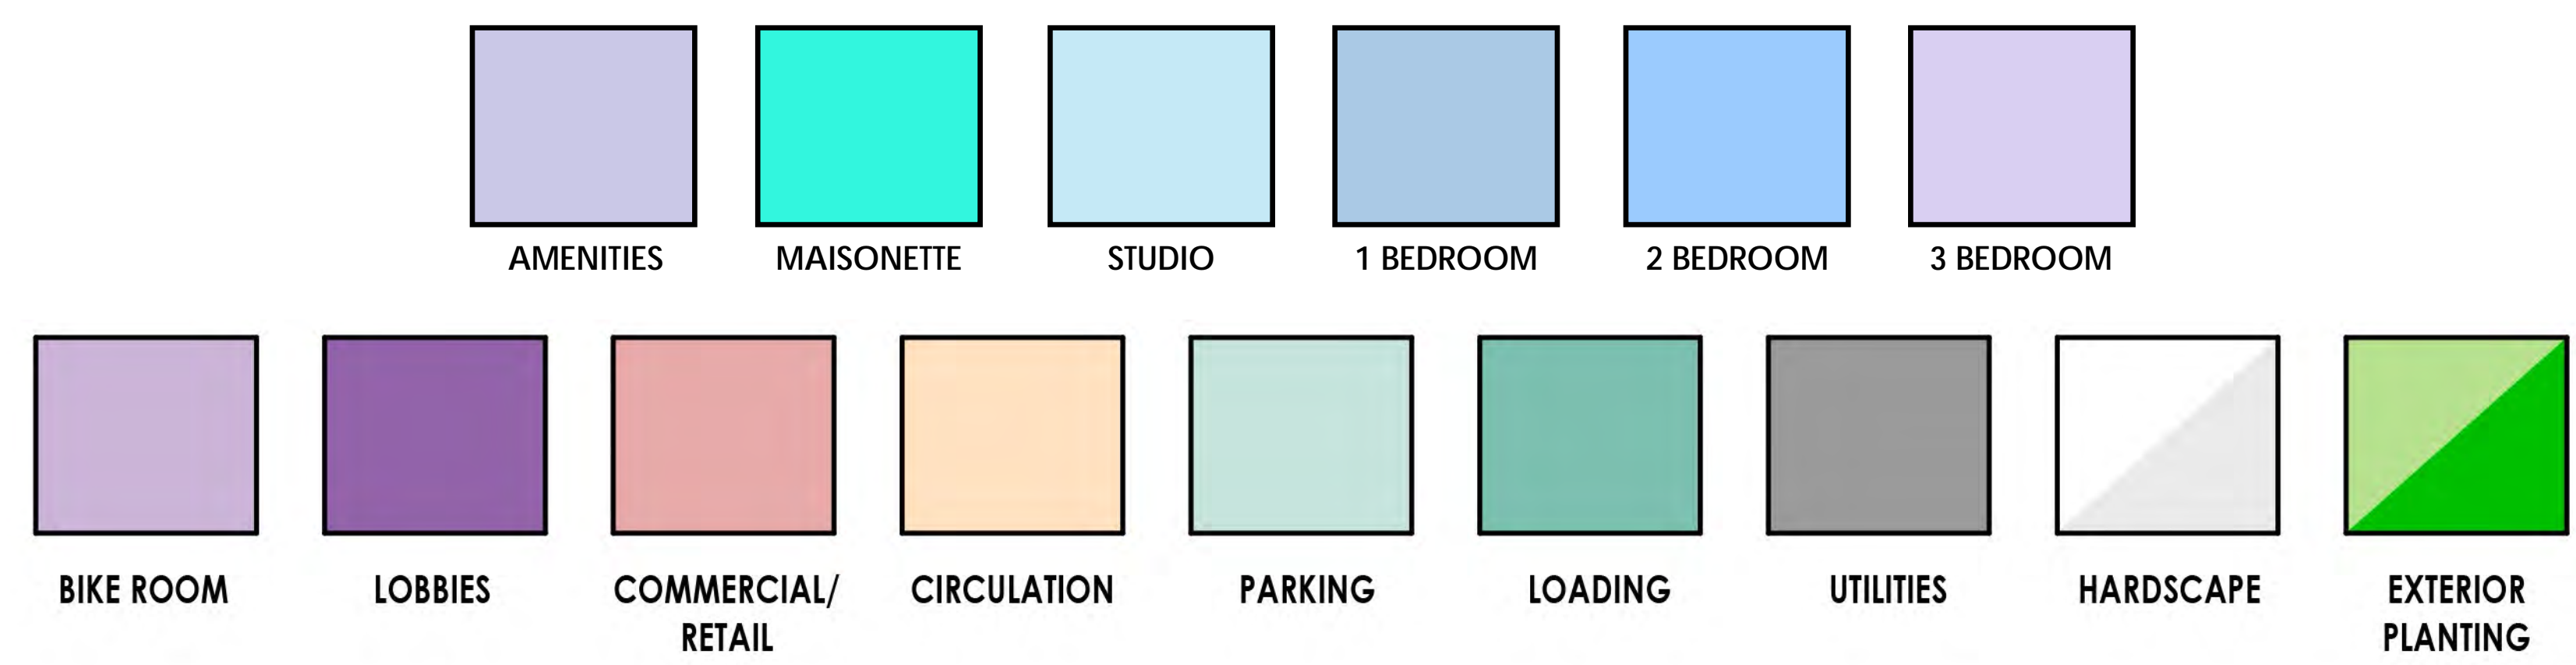 AMENITIES
MAISONETTE
STUDIO
1 BEDROOM
2 BEDROOM
3 BEDROOM
BIKE ROOM
LOBBIES
COMMERCIAL/
RETAIL
CIRCULATION
PARKING
LOADING
UTILITIES
HARDSCAPE
EXTERIOR
PLANTING